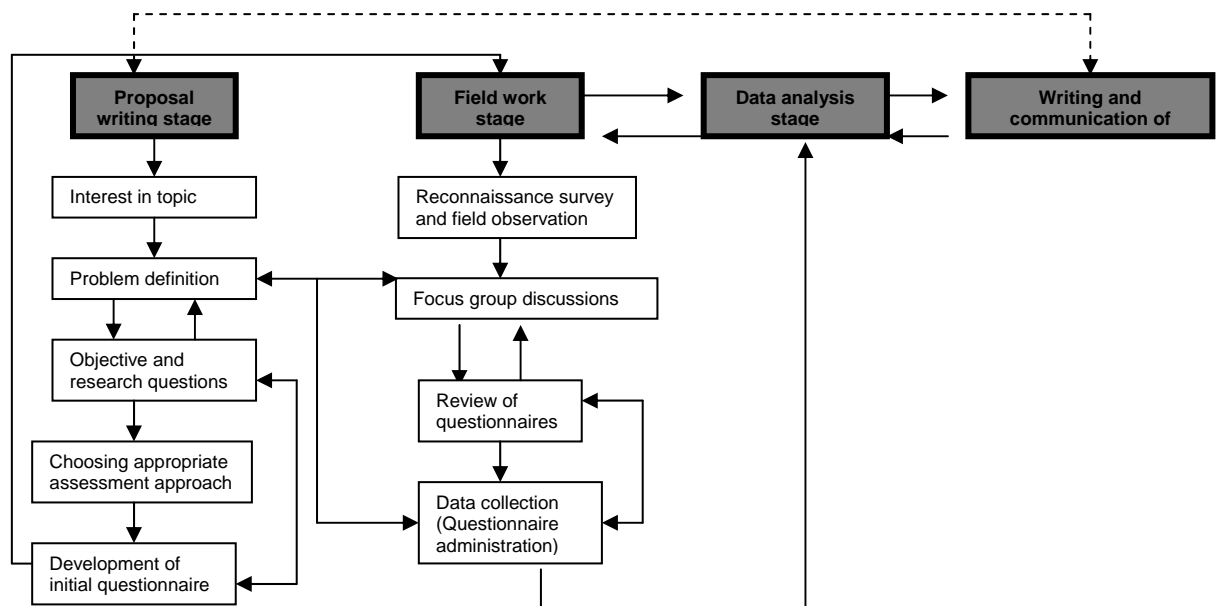 Proposal
writing stage
Field work
stage
Data analysis
stage
Writing and
communication of
Interest in topic
Problem definition
Objective and
research questions
Choosing appropriate
assessment approach
Development of
initial questionnaire
Reconnaissance survey
and field observation
Focus group discussions
Review of
questionnaires
Data collection
(Questionnaire
administration)